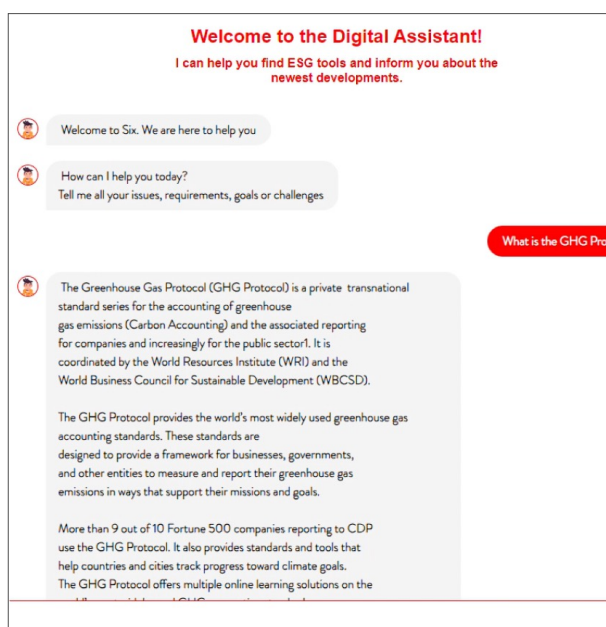 Welcome to the Digital Assistant!
I can help you find ESG tools and inform you about the
newest developments.
Welcome to Six. We are here to help you
How can I help you today?
Tell me all your issues, requirements, goals or challenges
What is the GHG Pro
The Greenhouse Gas Protocol (GHG Protocol) is a private transnational
standard series for the accounting of greenhouse
gas emissions (Carbon Accounting) and the associated reporting
for companies and increasingly for the public sector1. It is
coordinated by the World Resources Institute (WRI) and the
World Business Council for Sustainable Development (WBCSD).
The GHG Protocol provides the world's most widely used greenhouse gas
accounting standards. These standards are
designed to provide a framework for businesses, governments,
and other entities to measure and report their greenhouse gas
emissions in ways that support their missions and goals.
More than 9 out of 10 Fortune 500 companies reporting to CDP
use the GHG Protocol. It also provides standards and tools that
help countries and cities track progress toward climate goals.
The GHG Protocol offers multiple online learning solutions on the